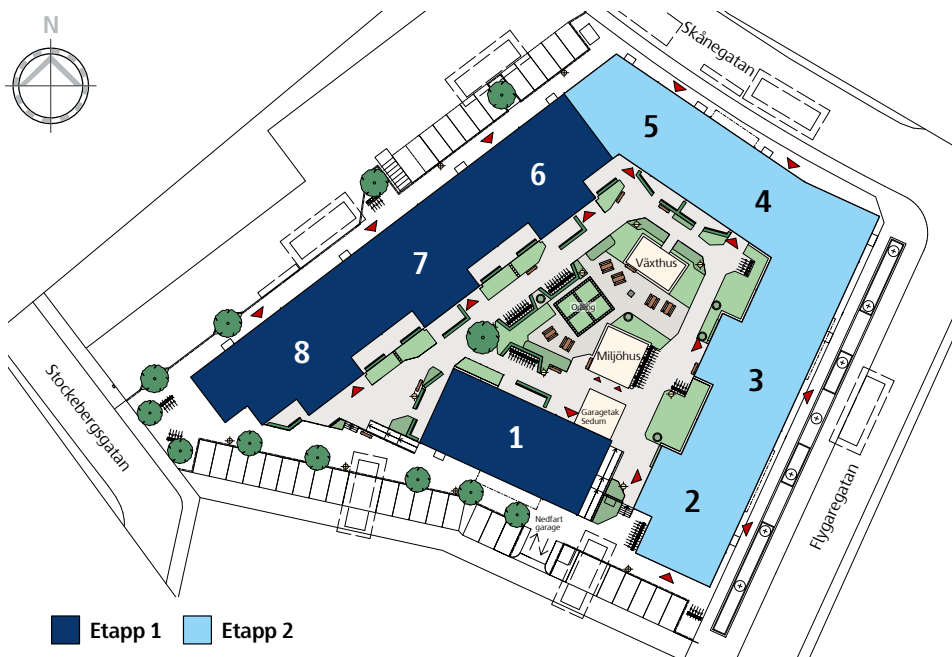 N
Skånegatan
5
6
4
Växthus
7
Odling
8
Miljöhus
3
Stockebergsgatan
Garagetak
Sedum
1
2
Flygaregatan
Nedfart
garage
Etapp 1
Etapp 2